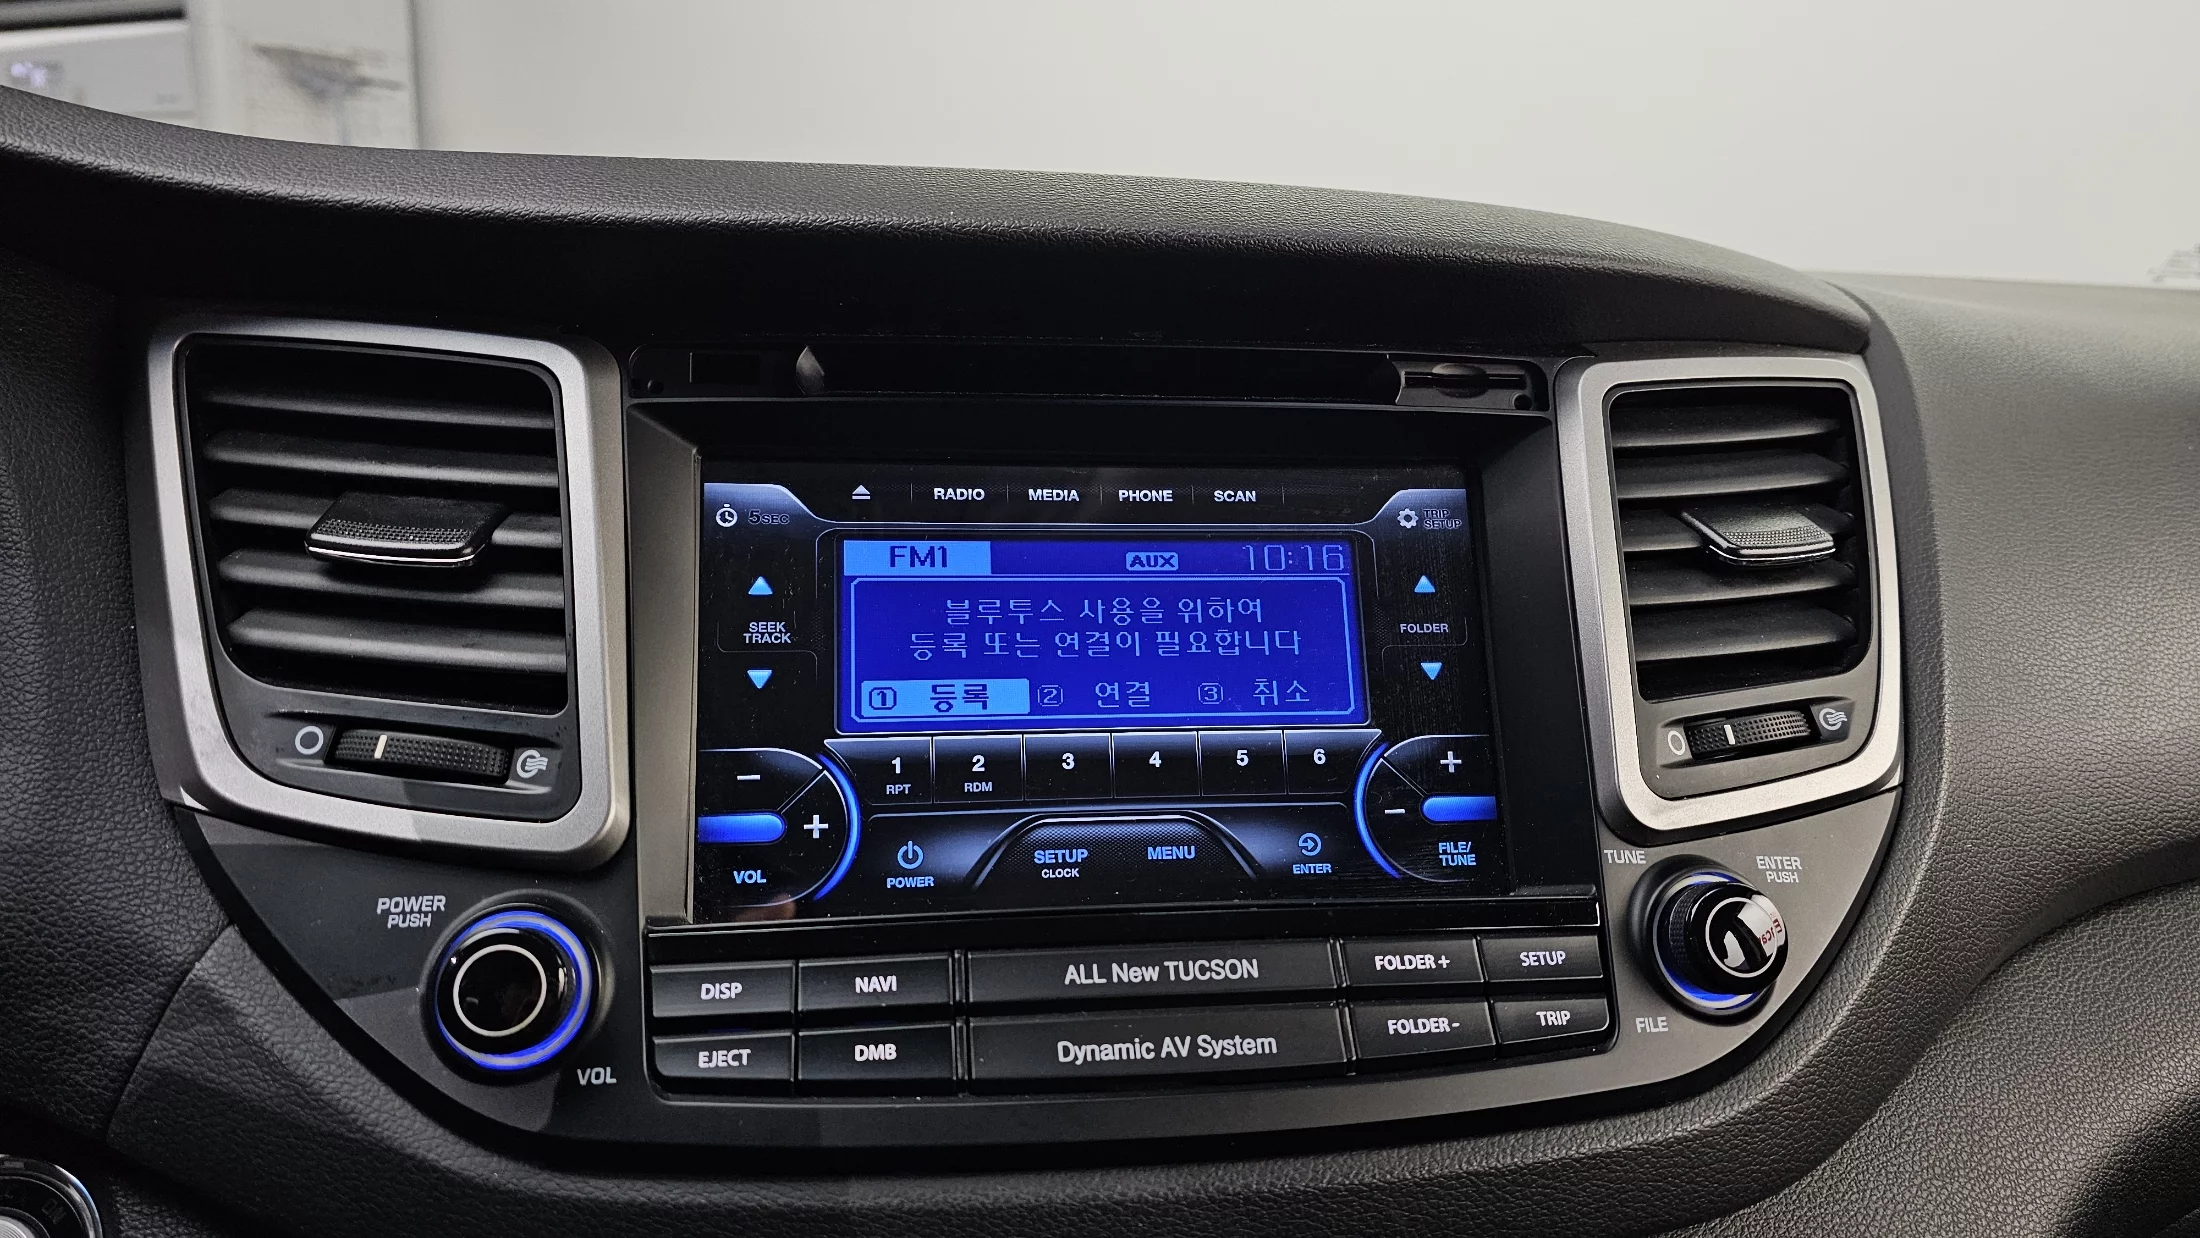 RADIO MEDIA PHONE SCAN
5SEC
TRIP
SETUP
FM1 AUX 10:16
블루투스 사용을 위하여
등록 또는 연결이 필요합니다
1 등록 2 연결 3 취소
SEEK
TRACK
FOLDER
1 2 3 4 5 6
RPT RDM
VOL
POWER
SETUP
CLOCK
MENU
ENTER
FILE/
TUNE
POWER
PUSH
VOL
TUNE
ENTER
PUSH
FILE
DISP NAVI ALL New TUCSON FOLDER+ SETUP
EJECT DMB Dynamic AV System FOLDER- TRIP